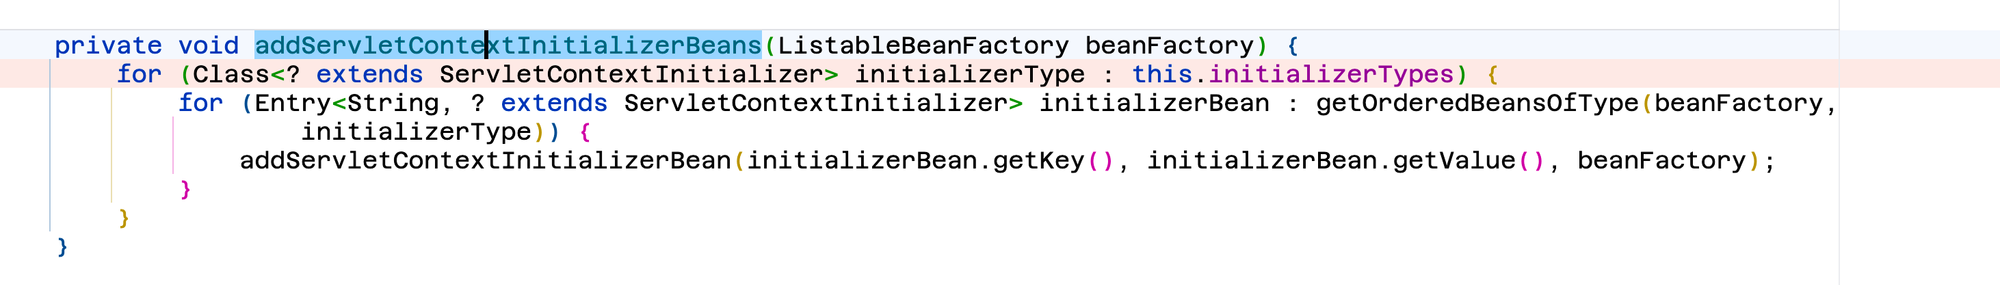 private void addServletContextInitializerBeans(ListableBeanFactory beanFactory) {
for (Class<? extends ServletContextInitializer> initializerType : this.initializerTypes) {
for (Entry<String, ? extends ServletContextInitializer> initializerBean : getOrderedBeansOfType(beanFactory,
initializerType)) {
addServletContextInitializerBean(initializerBean.getKey(), initializerBean.getValue(), beanFactory);
}
}
}